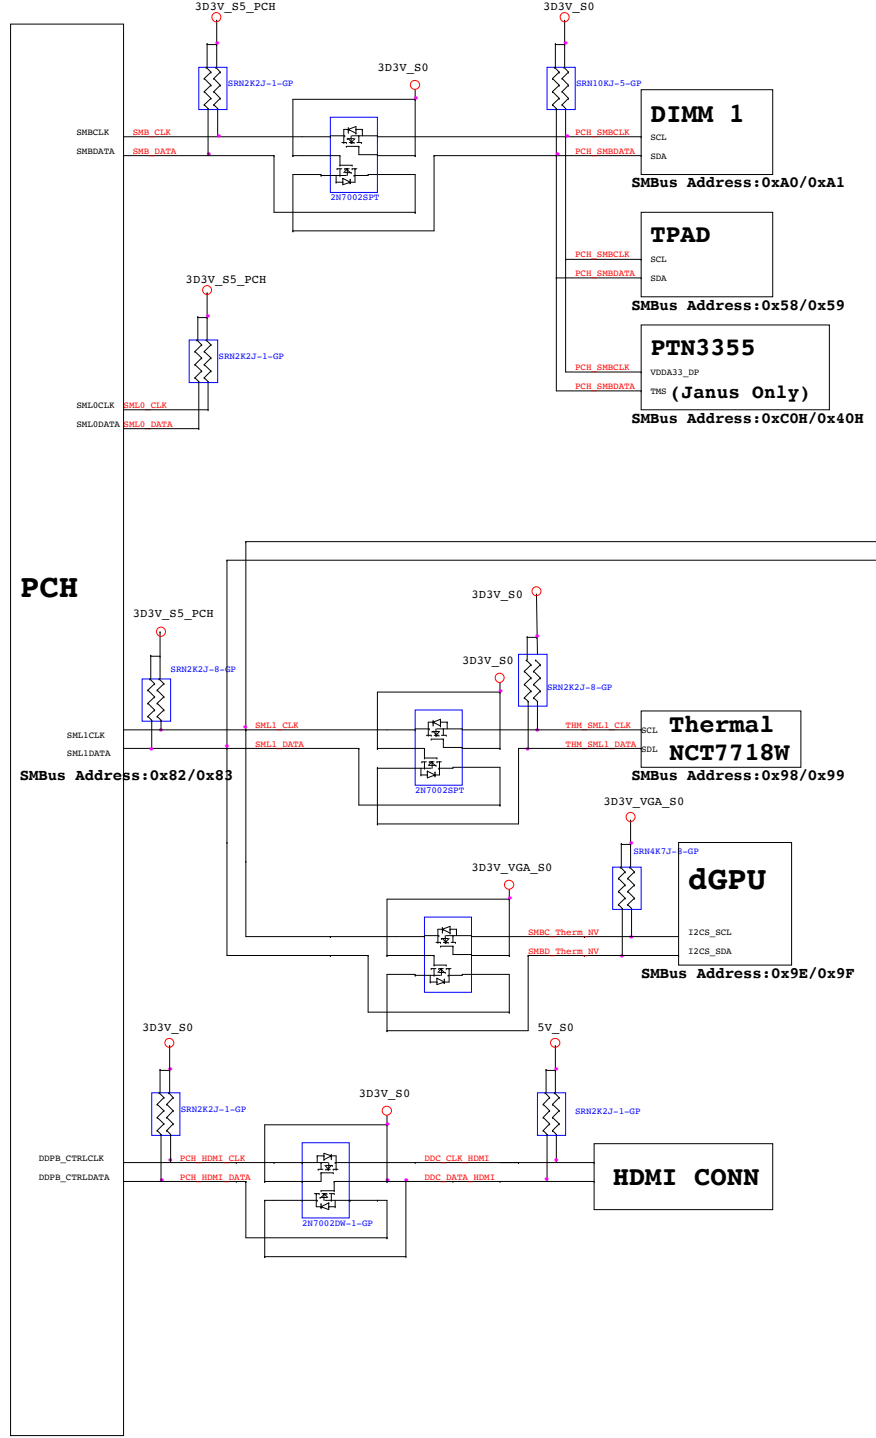 3D3V_S5_PCH
3D3V_S0
SRN2K2J-1-GP
3D3V_S0
SRN10KJ-5-GP
DIMM 1
SMBCLK
SMB_CLK
PCH_SMBCLK
SCL
SMBDATA
SMB_DATA
PCH_SMBDATA
SDA
SMBus Address:0xA0/0xA1
2N7002SPT
TPAD
PCH_SMBCLK
SCL
PCH_SMBDATA
SDA
SMBus Address:0x58/0x59
3D3V_S5_PCH
SRN2K2J-1-GP
PTN3355
PCH_SMBCLK
VDDA33_DP
PCH_SMBDATA
TMS (Janus Only)
SMBus Address:0xC0H/0x40H
SML0CLK
SML0_CLK
SML0DATA
SML0_DATA
PCH
3D3V_S0
3D3V_S5_PCH
3D3V_S0
SRN2K2J-8-GP
SRN2K2J-8-GP
SML1CLK
SML1_CLK
THM_SML1_CLK
SCL
Thermal
SML1DATA
SML1_DATA
THM_SML1_DATA
SDL
NCT7718W
SMBus Address:0x82/0x83
SMBus Address:0x98/0x99
2N7002SPT
3D3V_VGA_S0
SRN4K7J-8-GP
3D3V_VGA_S0
dGPU
SMBC_Therm_NV
I2CS_SCL
SMBD_Therm_NV
I2CS_SDA
SMBus Address:0x9E/0x9F
3D3V_S0
5V_S0
3D3V_S0
SRN2K2J-1-GP
SRN2K2J-1-GP
DDPB_CTRLCLK
PCH_HDMI_CLK
DDC_CLK_HDMI
DDPB_CTRLDATA
PCH_HDMI_DATA
DDC_DATA_HDMI
HDMI CONN
2N7002DW-1-GP